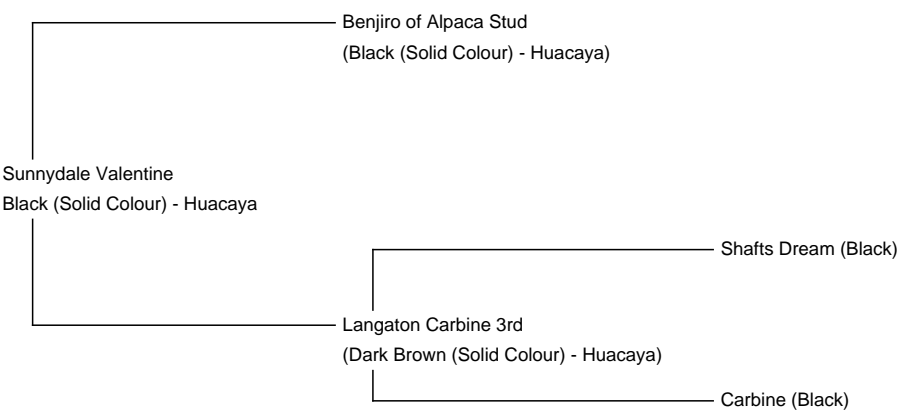 Benjiro of Alpaca Stud
(Black (Solid Colour) - Huacaya)
Sunnydale Valentine
Black (Solid Colour) - Huacaya
Shafts Dream (Black)
Langaton Carbine 3rd
(Dark Brown (Solid Colour) - Huacaya)
Carbine (Black)